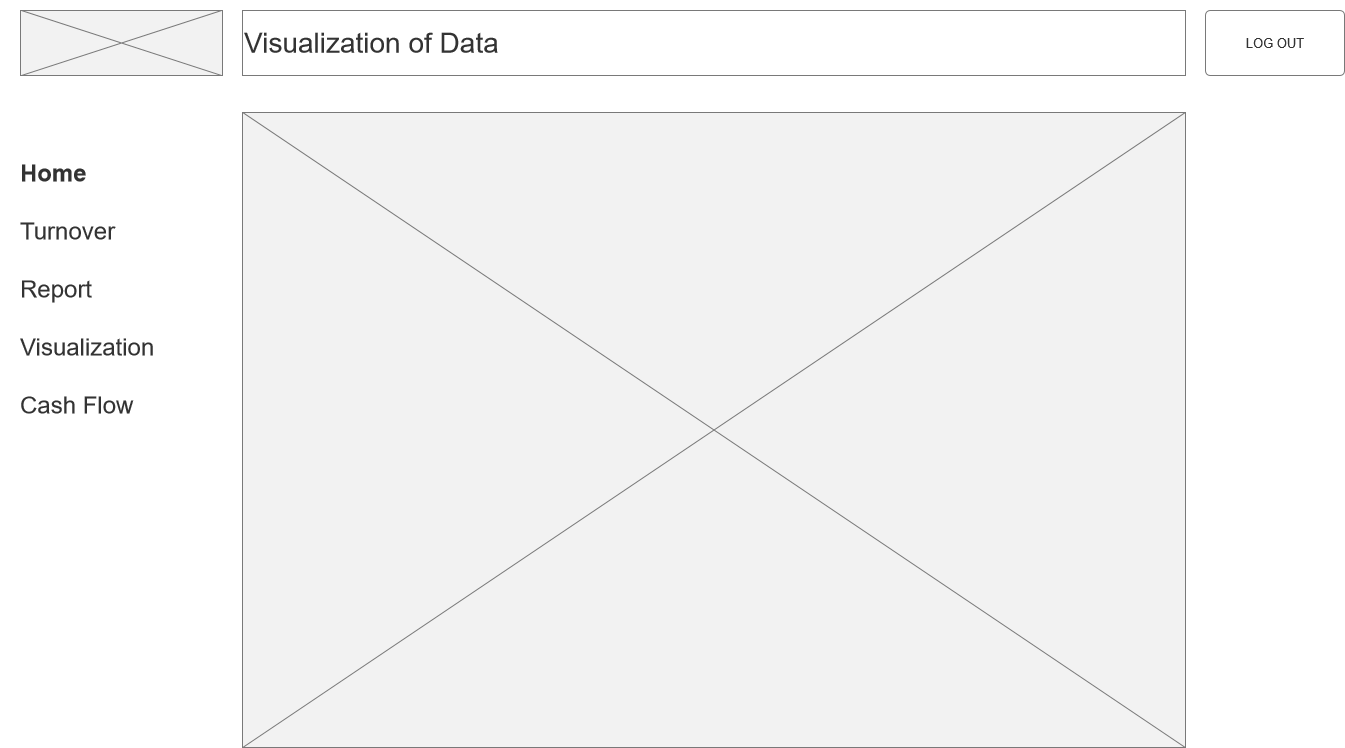 Visualization of Data
LOG OUT
Home
Turnover
Report
Visualization
Cash Flow